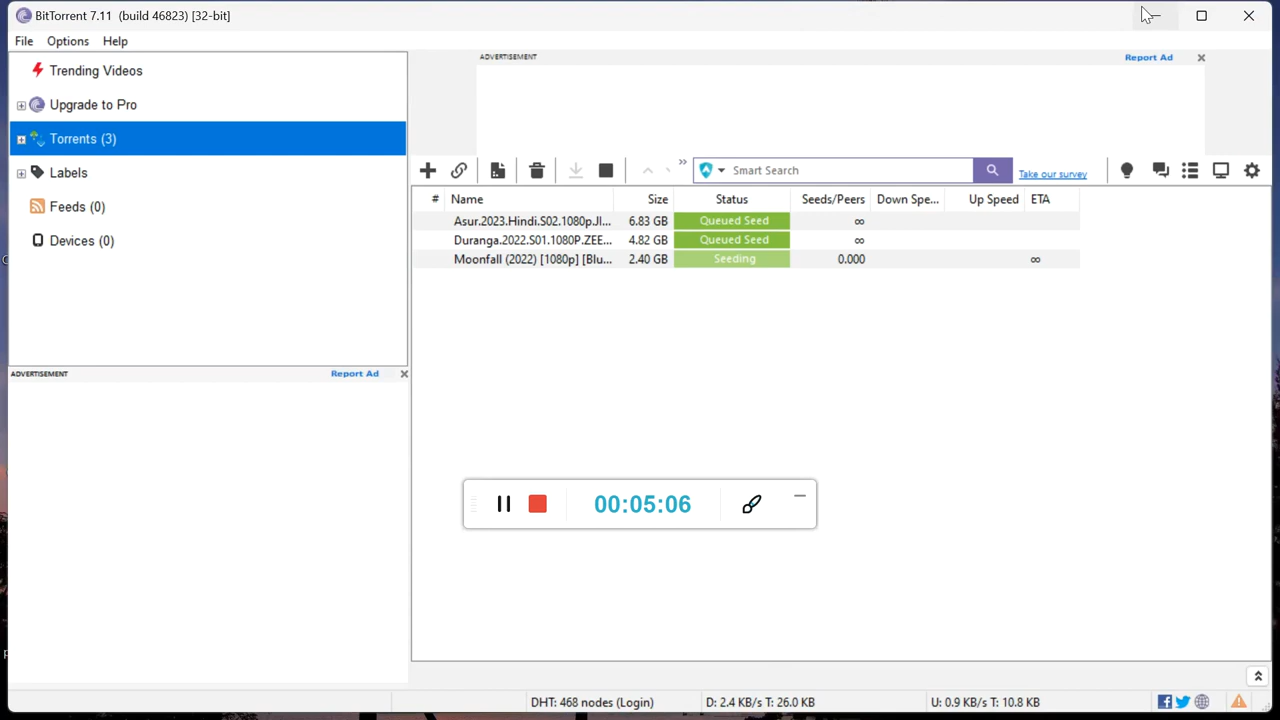 BitTorrent 7.11 (build 46823) [32-bit]
File Options Help
Trending Videos
Upgrade to Pro
Torrents (3)
Labels
Feeds (0)
Devices (0)
ADVERTISEMENT Report Ad
ADVERTISEMENT Report Ad
Smart Search
Take our survey
# Name Size Status Seeds/Peers Down Spe... Up Speed ETA
Asur.2023.Hindi.S02.1080p.JI... 6.83 GB Queued Seed ∞
Duranga.2022.S01.1080P.ZEE... 4.82 GB Queued Seed ∞
Moonfall (2022) [1080p] [Blu... 2.40 GB Seeding 0.000 ∞
00:05:06
DHT: 468 nodes (Login) D: 2.4 KB/s T: 26.0 KB U: 0.9 KB/s T: 10.8 KB